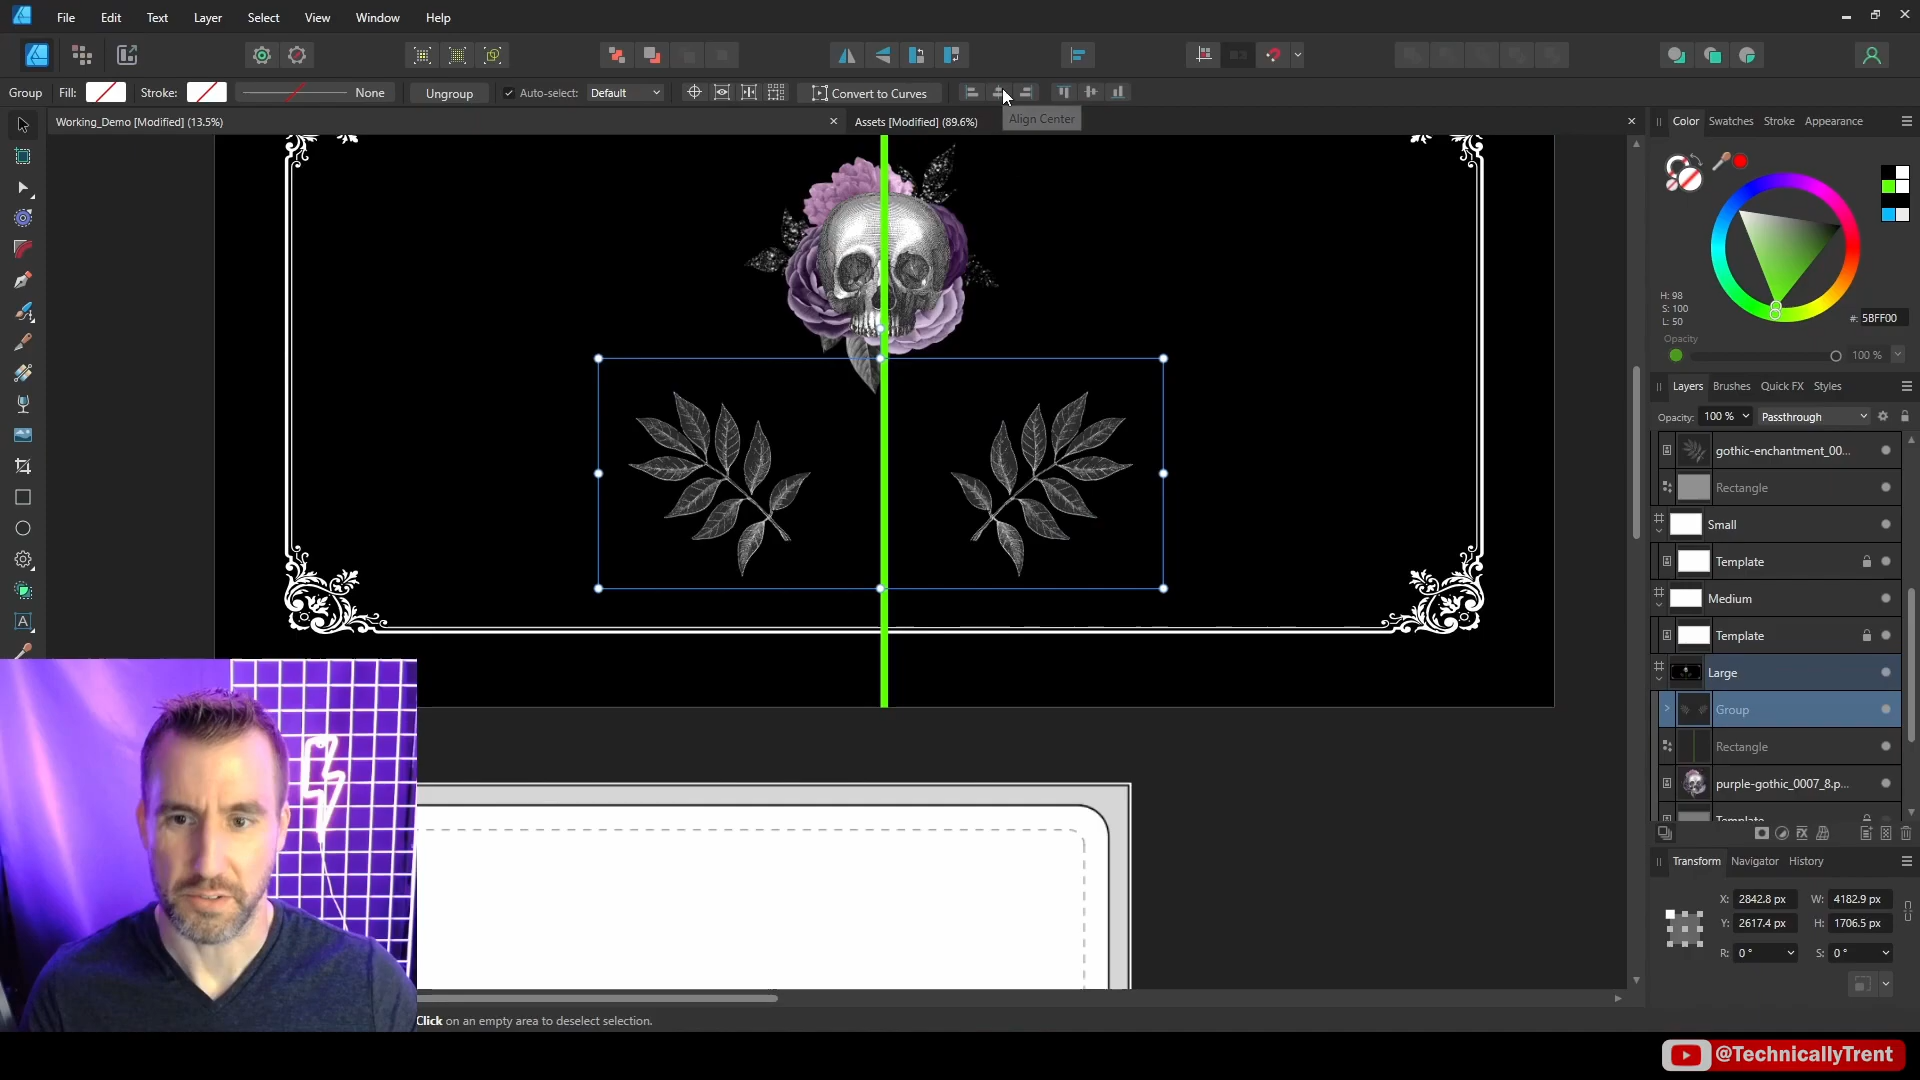 File Edit Text Layer Select View Window Help
Group Fill: Stroke: None Ungroup Auto-select: Default Convert to Curves
Align Center
Working_Demo [Modified] (13.5%) Assets [Modified] (89.6%)
Color Swatches Stroke Appearance
H: 98
S: 100
L: 50
#: 5BFF00
Opacity
100 %
Layers Brushes Quick FX Styles
Opacity: 100 % Passthrough
gothic-enchantment_00...
Rectangle
Small
Template
Medium
Template
Large
Group
Rectangle
purple-gothic_0007_8.p...
Template
Transform Navigator History
X: 2842.8 px W: 4182.9 px
Y: 2617.4 px H: 1706.5 px
R: 0 ° S: 0 °
Click on an empty area to deselect selection.
@TechnicallyTrent